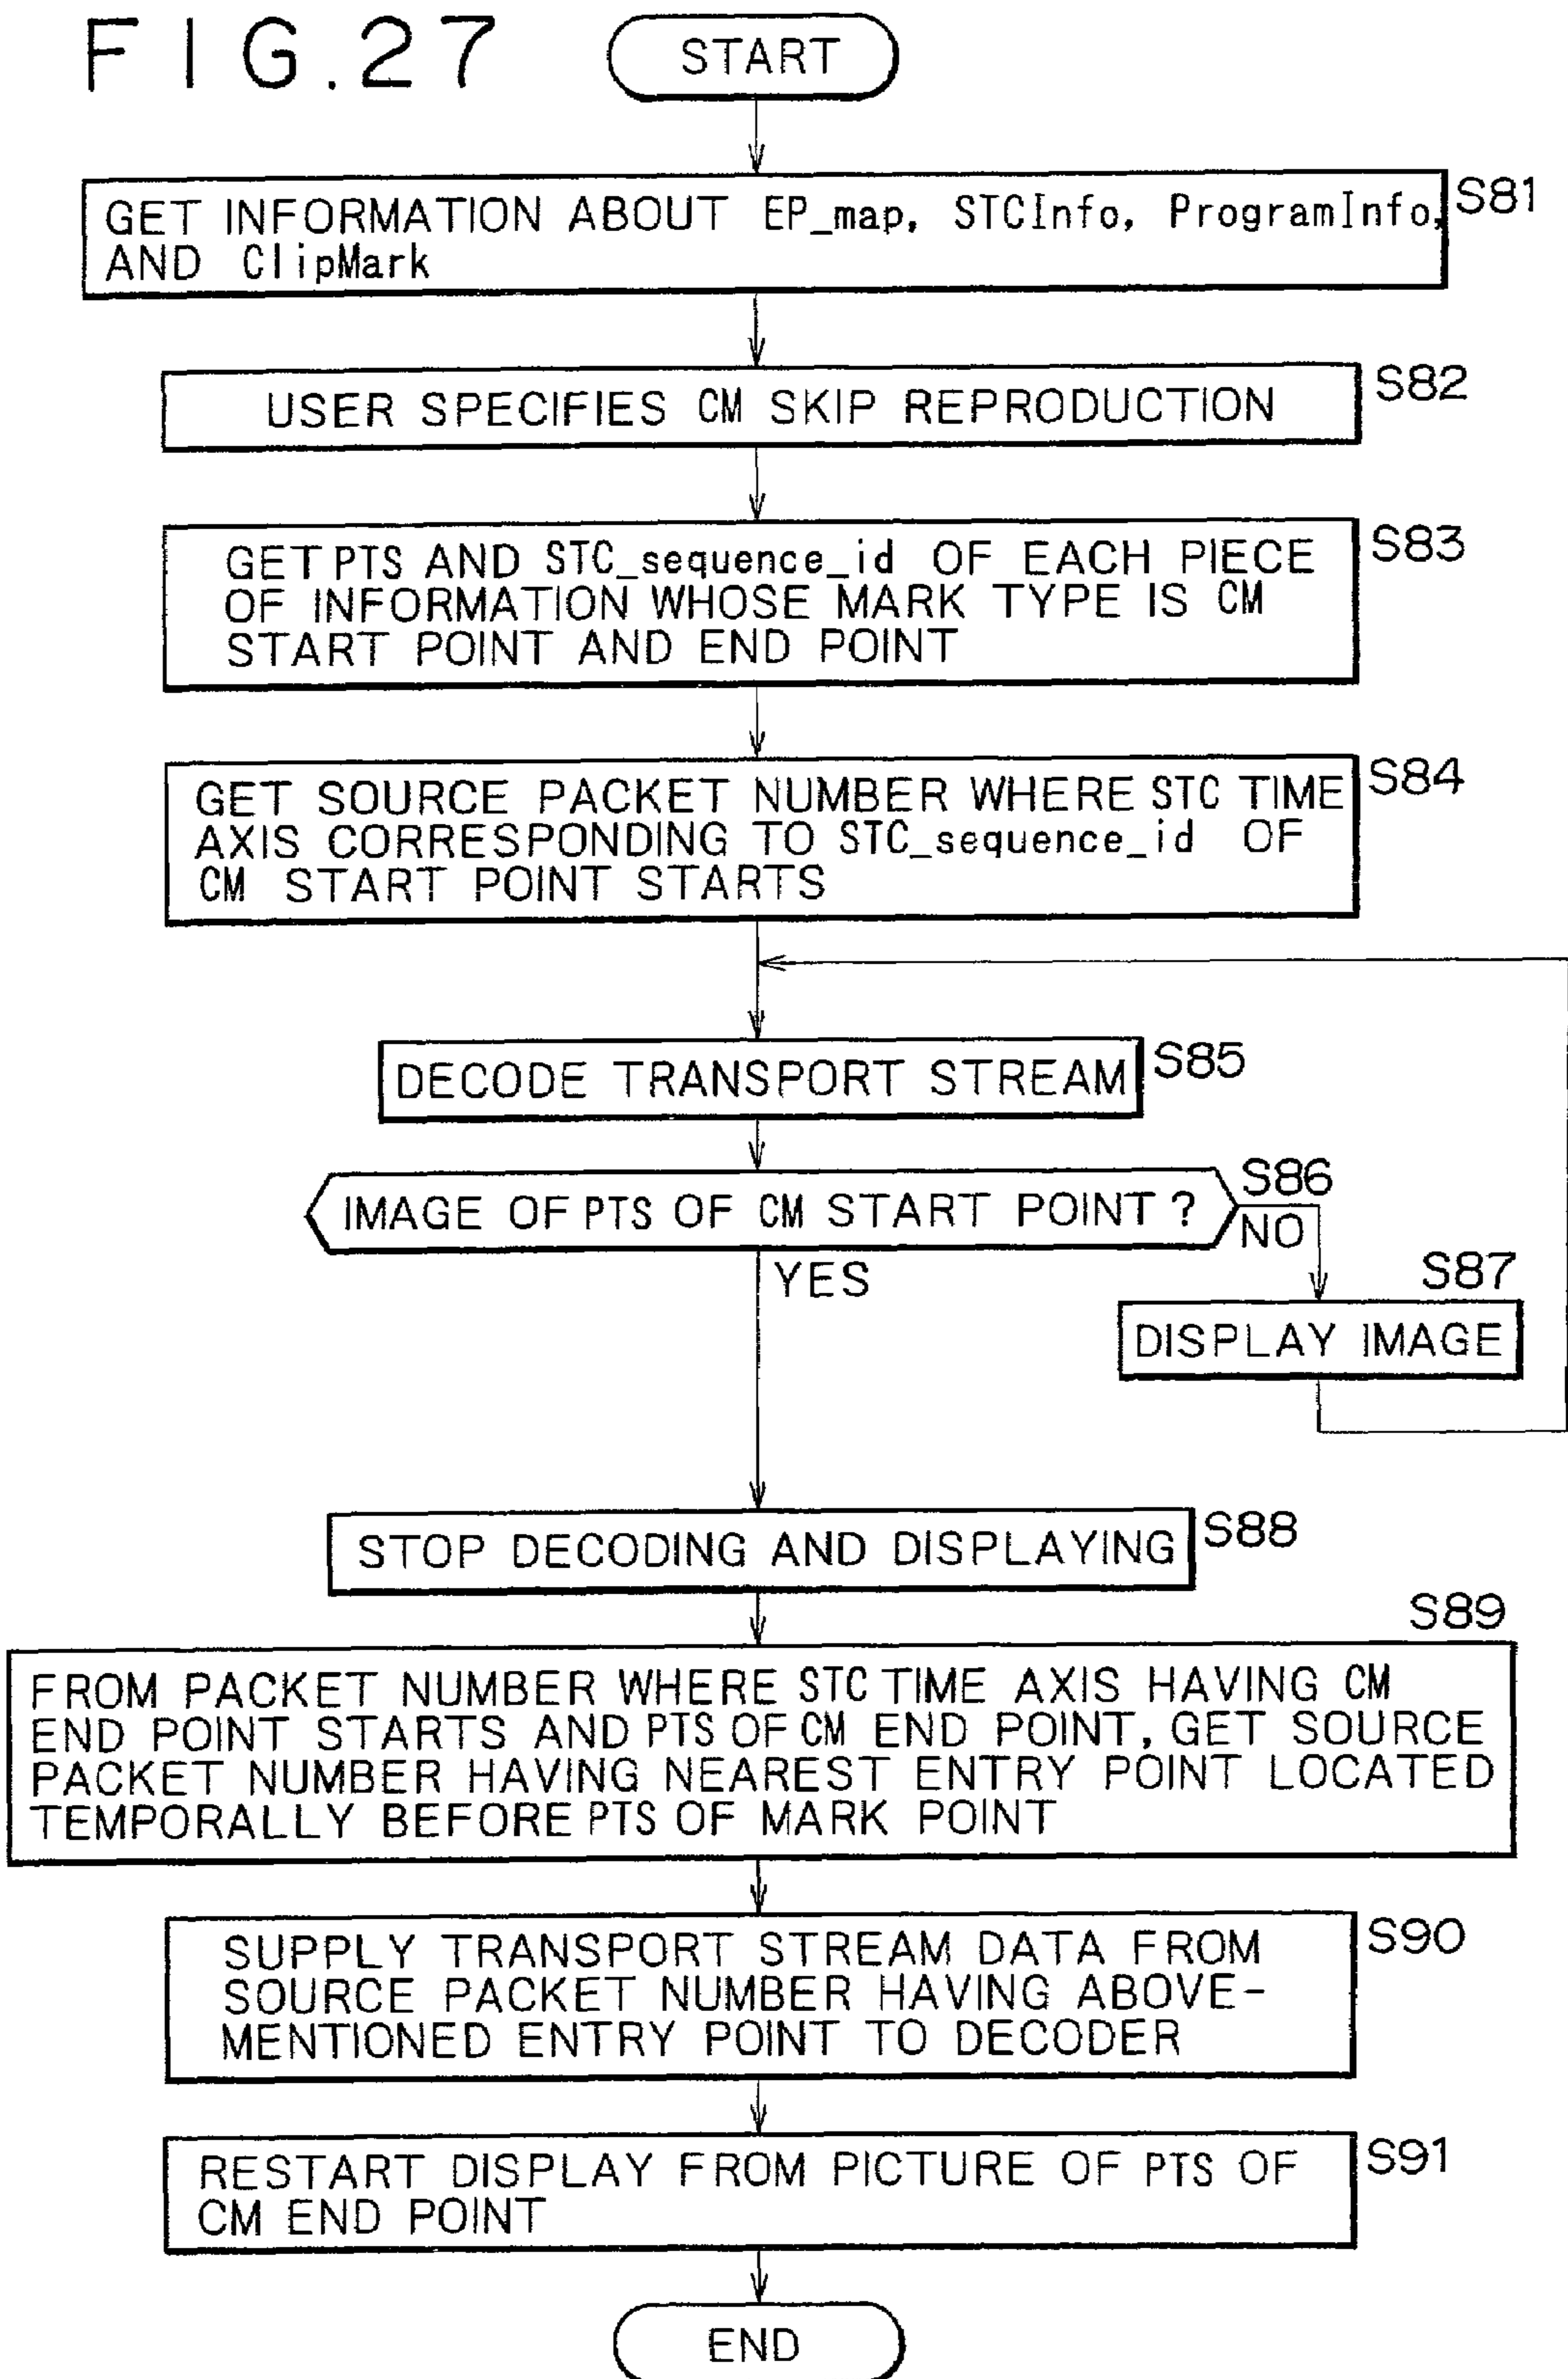 FIG.27
START
GET INFORMATION ABOUT EP_map, STCInfo, ProgramInfo,
AND ClipMark
S81
USER SPECIFIES CM SKIP REPRODUCTION
S82
GET PTS AND STC_sequence_id OF EACH PIECE
OF INFORMATION WHOSE MARK TYPE IS CM
START POINT AND END POINT
S83
GET SOURCE PACKET NUMBER WHERE STC TIME
AXIS CORRESPONDING TO STC_sequence_id OF
CM START POINT STARTS
S84
DECODE TRANSPORT STREAM
S85
IMAGE OF PTS OF CM START POINT?
S86
NO
YES
S87
DISPLAY IMAGE
STOP DECODING AND DISPLAYING
S88
S89
FROM PACKET NUMBER WHERE STC TIME AXIS HAVING CM
END POINT STARTS AND PTS OF CM END POINT, GET SOURCE
PACKET NUMBER HAVING NEAREST ENTRY POINT LOCATED
TEMPORALLY BEFORE PTS OF MARK POINT
SUPPLY TRANSPORT STREAM DATA FROM
SOURCE PACKET NUMBER HAVING ABOVE-
MENTIONED ENTRY POINT TO DECODER
S90
RESTART DISPLAY FROM PICTURE OF PTS OF
CM END POINT
S91
END